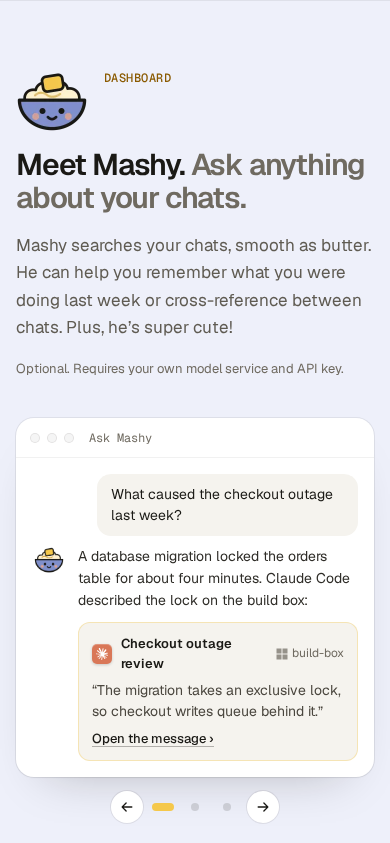 DASHBOARD
Meet Mashy. Ask anything
about your chats.
Mashy searches your chats, smooth as butter.
He can help you remember what you were
doing last week or cross-reference between
chats. Plus, he’s super cute!
Optional. Requires your own model service and API key.
Ask Mashy
What caused the checkout outage
last week?
A database migration locked the orders
table for about four minutes. Claude Code
described the lock on the build box:
Checkout outage
review
build-box
“The migration takes an exclusive lock,
so checkout writes queue behind it.”
Open the message ›